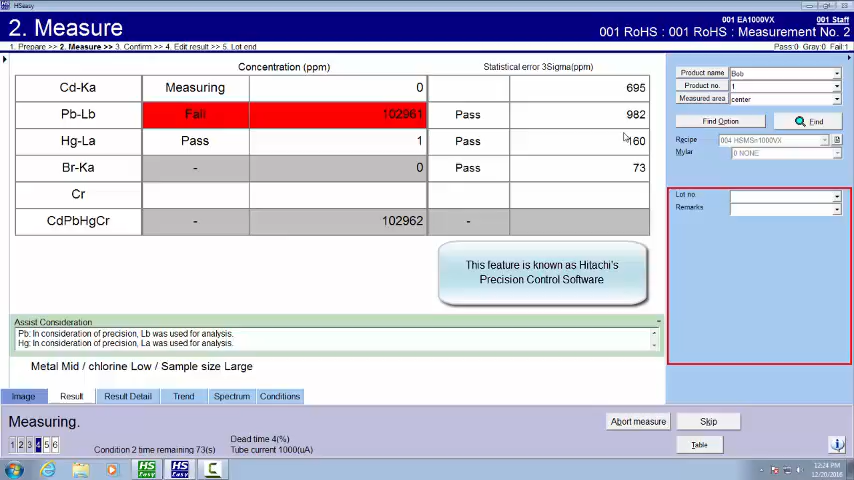 HSeasy
2. Measure
001 EA1000VX
001 Staff
001 RoHS : 001 RoHS : Measurement No. 2
1. Prepare >> 2. Measure >> 3. Confirm >> 4. Edit result >> 5. Lot end
Pass:0 Gray:0 Fail:1
Concentration (ppm)
Statistical error 3Sigma(ppm)
Cd-Ka Measuring 0 695
Pb-Lb Fail 102961 Pass 982
Hg-La Pass 1 Pass 160
Br-Ka - 0 Pass 73
Cr
CdPbHgCr - 102962 -
Product name Bob
Product no. 1
Measured area center
Find Option Find
Recipe 004 HSMSn1000VX
Mylar 0 NONE
Lot no.
Remarks
This feature is known as Hitachi's
Precision Control Software
Assist Consideration
Pb: In consideration of precision, Lb was used for analysis.
Hg: In consideration of precision, La was used for analysis.
Metal Mid / chlorine Low / Sample size Large
Image Result Result Detail Trend Spectrum Conditions
Measuring.
Abort measure Skip
1 2 3 4 5 6
Condition 2 time remaining 73(s)
Dead time 4(%)
Tube current 1000(uA)
Table
HS Easy
HS Easy
12:24 PM
12/20/2016